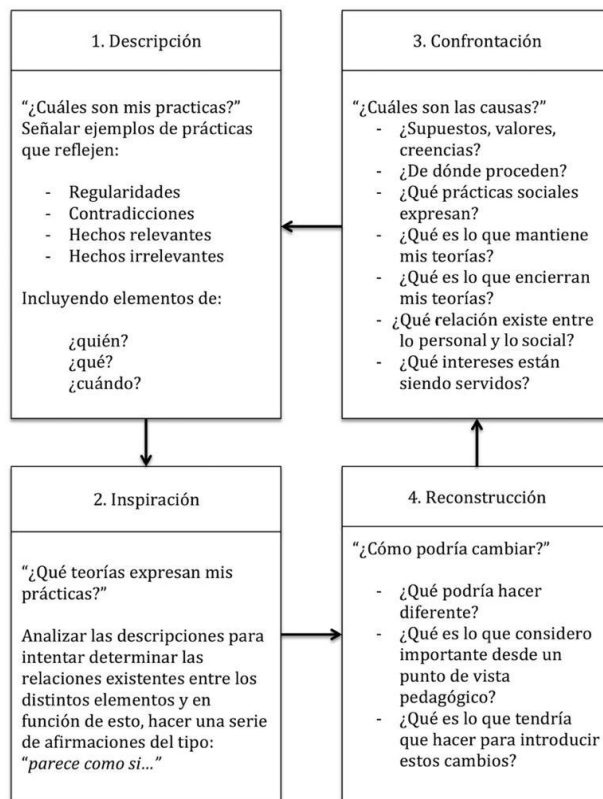 1. Descripción
“¿Cuáles son mis practicas?”
Señalar ejemplos de prácticas
que reflejen:
- Regularidades
- Contradicciones
- Hechos relevantes
- Hechos irrelevantes
Incluyendo elementos de:
¿quién?
¿qué?
¿cuándo?
2. Inspiración
“¿Qué teorías expresan mis
prácticas?”
Analizar las descripciones para
intentar determinar las
relaciones existentes entre los
distintos elementos y en
función de esto, hacer una serie
de afirmaciones del tipo:
“parece como si...”
3. Confrontación
“¿Cuáles son las causas?”
- ¿Supuestos, valores,
creencias?
- ¿De dónde proceden?
- ¿Qué prácticas sociales
expresan?
- ¿Qué es lo que mantiene
mis teorías?
- ¿Qué es lo que encierran
mis teorías?
- ¿Qué relación existe entre
lo personal y lo social?
- ¿Qué intereses están
siendo servidos?
4. Reconstrucción
“¿Cómo podría cambiar?”
- ¿Qué podría hacer
diferente?
- ¿Qué es lo que considero
importante desde un
punto de vista
pedagógico?
- ¿Qué es lo que tendría
que hacer para introducir
estos cambios?